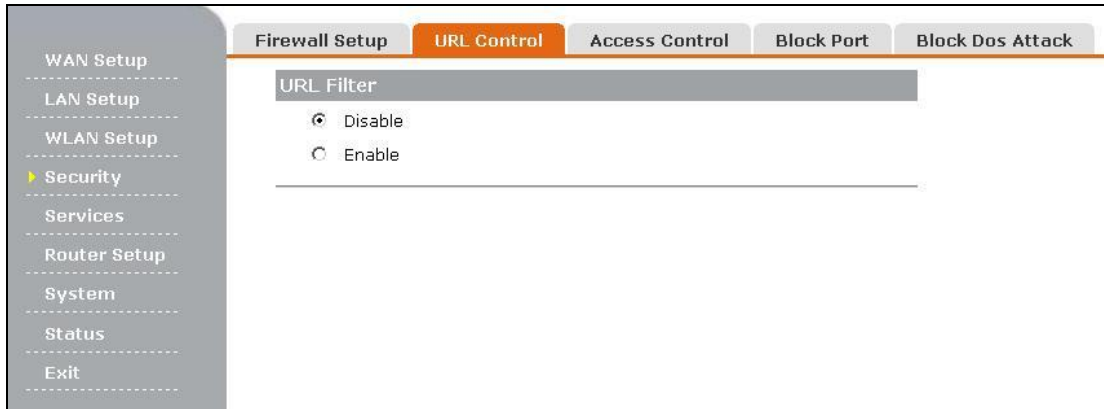 Firewall Setup
URL Control
Access Control
Block Port
Block Dos Attack
WAN Setup
LAN Setup
WLAN Setup
Security
Services
Router Setup
System
Status
Exit
URL Filter
Disable
Enable